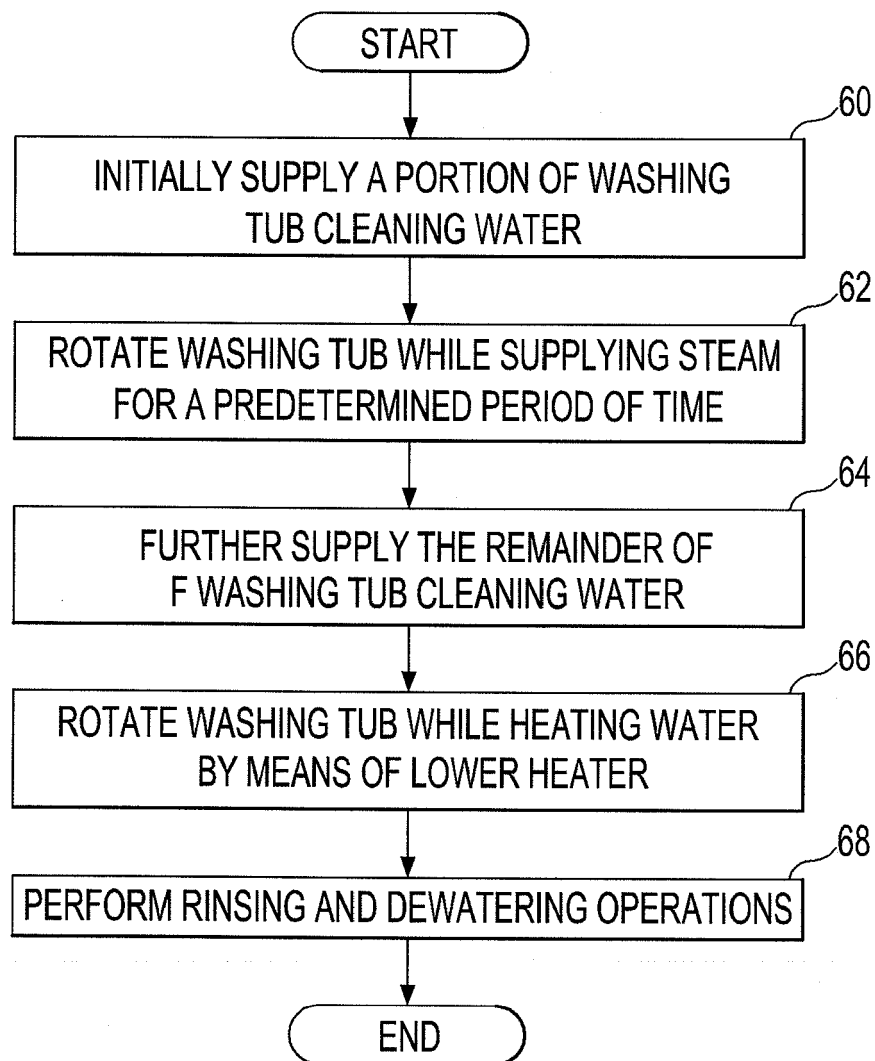 START
60
INITIALLY SUPPLY A PORTION OF WASHING
TUB CLEANING WATER
62
ROTATE WASHING TUB WHILE SUPPLYING STEAM
FOR A PREDETERMINED PERIOD OF TIME
64
FURTHER SUPPLY THE REMAINDER OF
F WASHING TUB CLEANING WATER
66
ROTATE WASHING TUB WHILE HEATING WATER
BY MEANS OF LOWER HEATER
68
PERFORM RINSING AND DEWATERING OPERATIONS
END